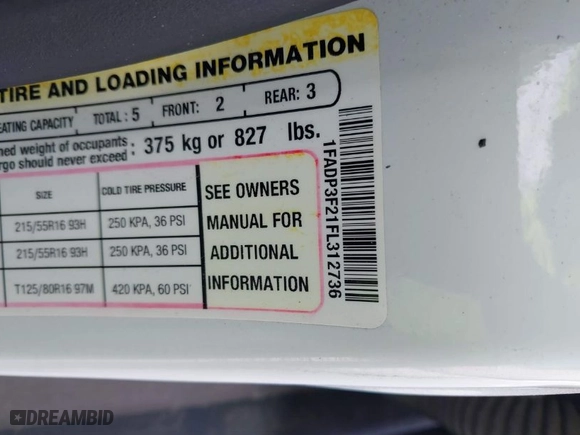 TIRE AND LOADING INFORMATION
EATING CAPACITY TOTAL : 5 FRONT: 2 REAR: 3
ned weight of occupants
rgo should never exceed : 375 kg or 827 lbs.
SIZE COLD TIRE PRESSURE
215/55R16 93H 250 KPA, 36 PSI
215/55R16 93H 250 KPA, 36 PSI
T125/80R16 97M 420 KPA, 60 PSI
SEE OWNERS
MANUAL FOR
ADDITIONAL
INFORMATION
1FADP3F21FL312736
DREAMBID